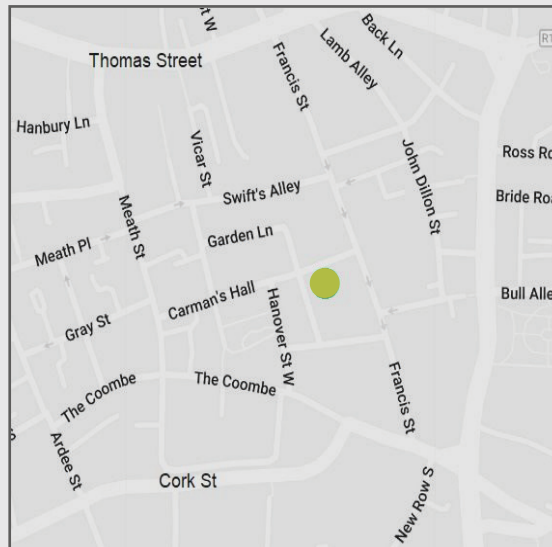 St W
Francis St
Lamb Alley
Back Ln
R1
Thomas Street
Hanbury Ln
Vicar St
John Dillon St
Ross Ro
Swift's Alley
Bride Roa
Meath St
Garden Ln
Meath Pl
Carman's Hall
Hanover St W
Bull Alle
Gray St
The Coombe
The Coombe
Francis St
Ardee St
Cork St
New Row S